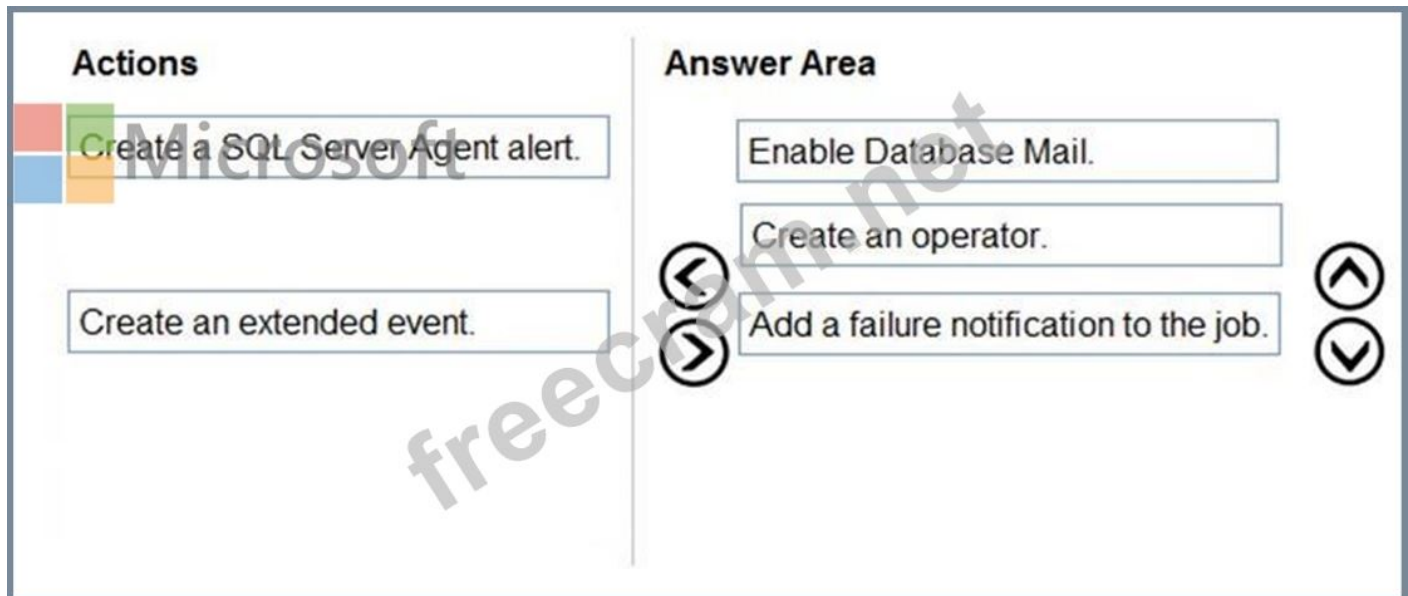 Actions
Answer Area
Microsoft
Create a SQL Server Agent alert.
Create an extended event.
Enable Database Mail.
Create an operator.
Add a failure notification to the job.
freecram.net